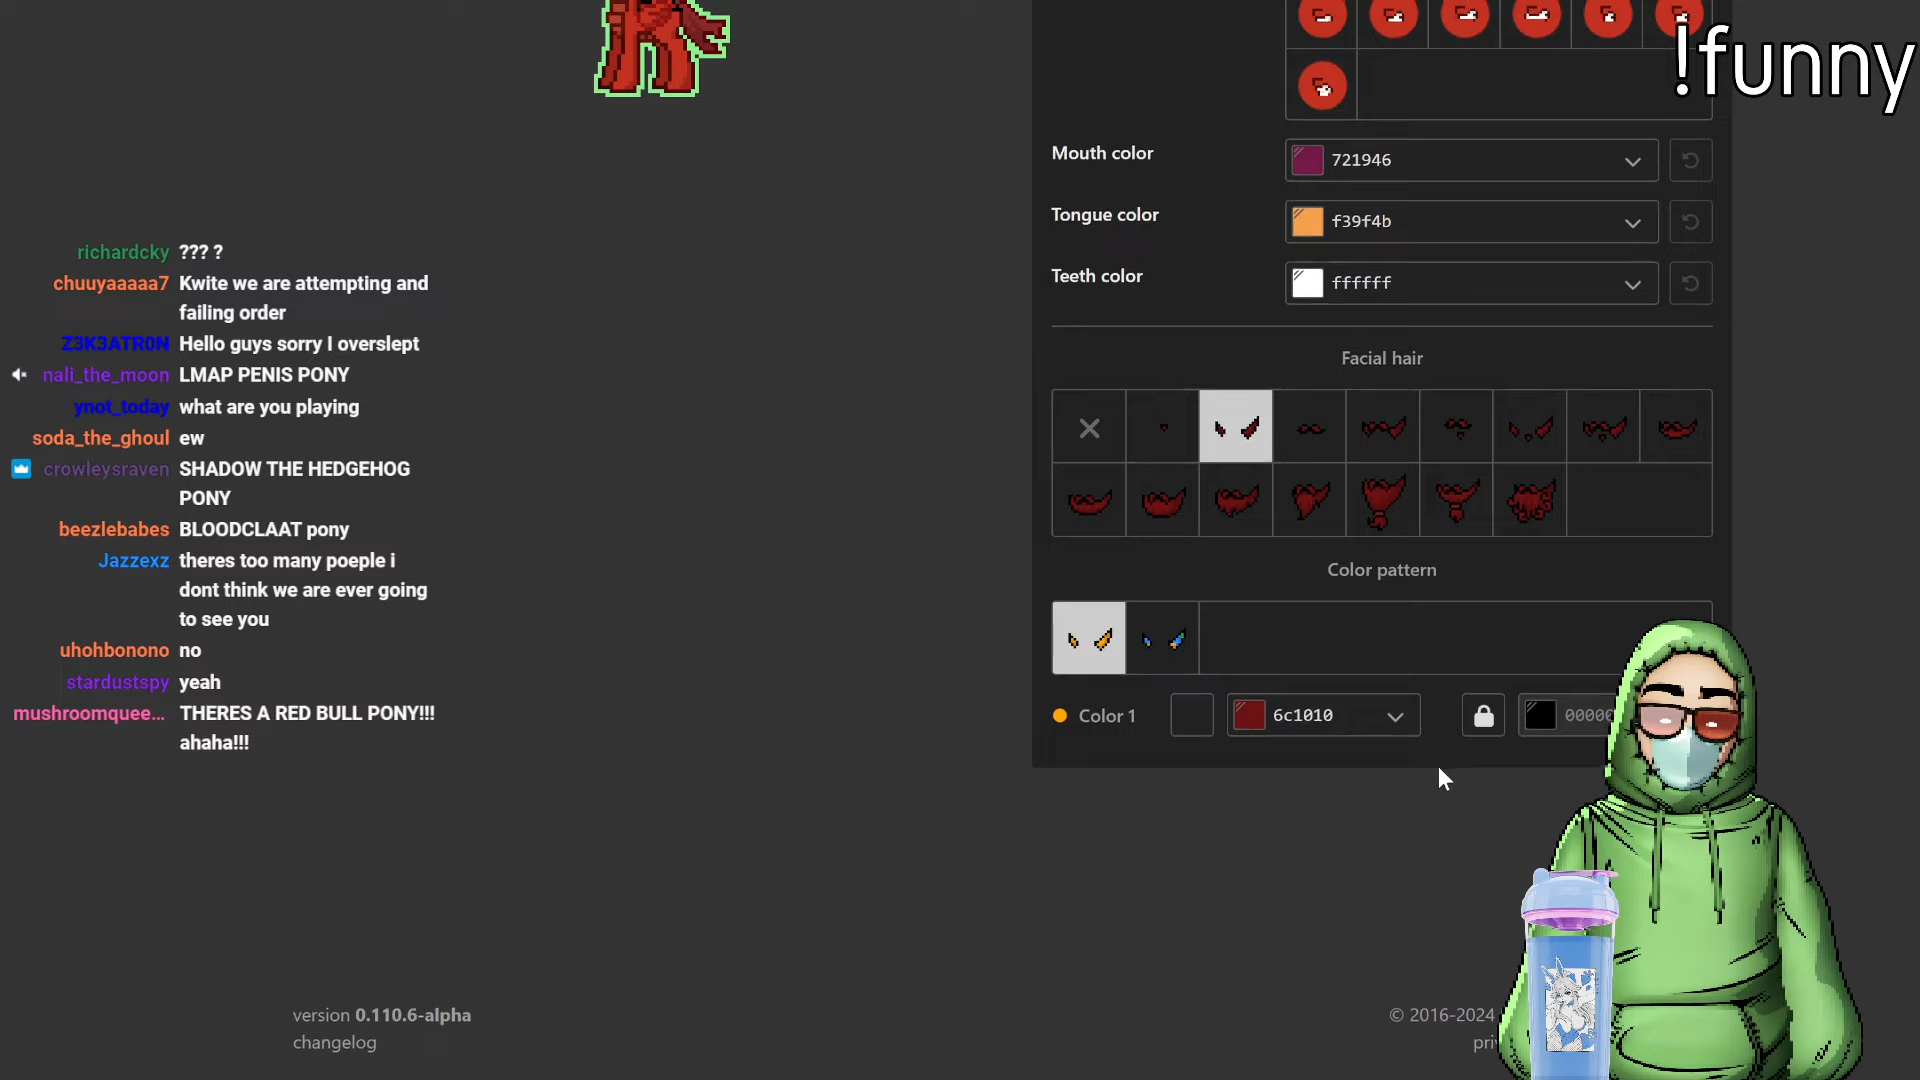 !funny
Mouth color
721946
Tongue color
f39f4b
Teeth color
ffffff
Facial hair
Color pattern
Color 1
6c1010
richardcky ??? ?
chuuyaaaaa7 Kwite we are attempting and
failing order
Z3K3ATR0N Hello guys sorry I overslept
nali_the_moon LMAP PENIS PONY
ynot_today what are you playing
soda_the_ghoul ew
crowleysraven SHADOW THE HEDGEHOG
PONY
beezlebabes BLOODCLAAT pony
Jazzexz theres too many poeple i
dont think we are ever going
to see you
uhohbonono no
stardustspy yeah
mushroomquee... THERES A RED BULL PONY!!!
ahaha!!!
version 0.110.6-alpha
changelog
© 2016-2024